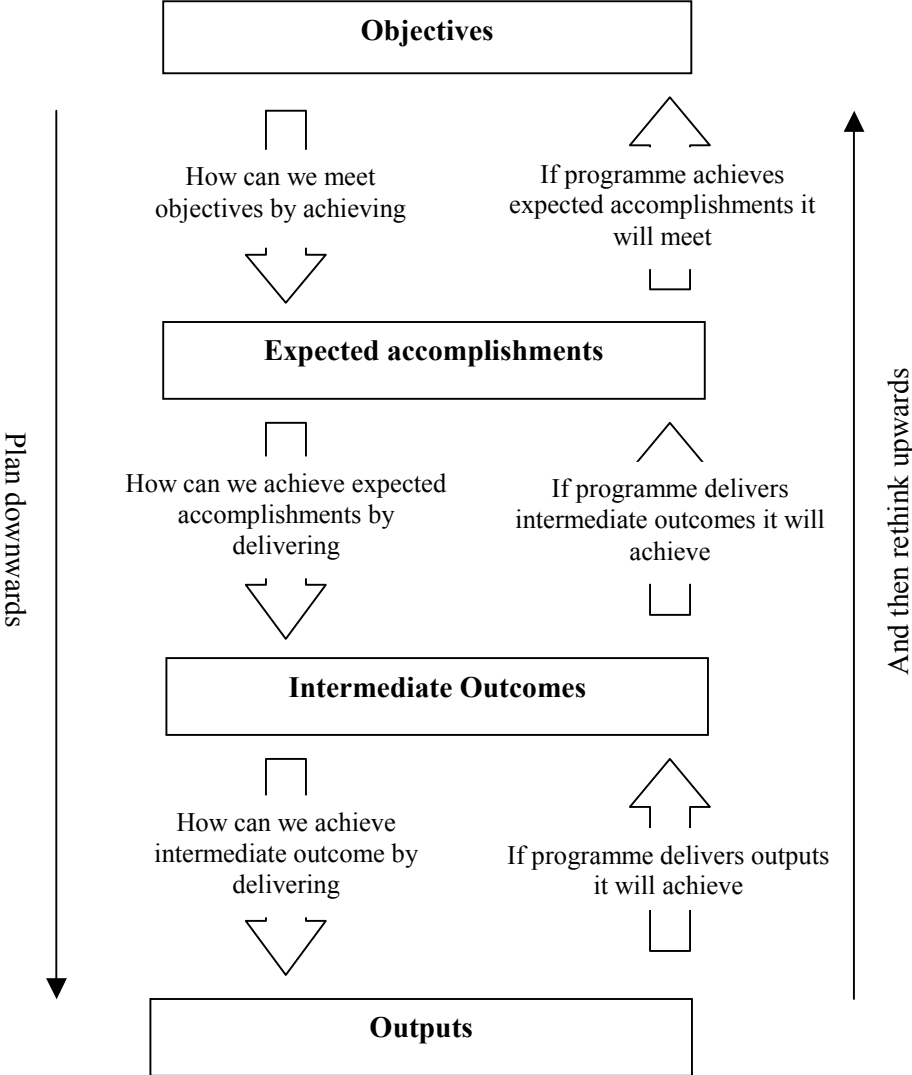 Objectives
How can we meet
objectives by achieving
If programme achieves
expected accomplishments it
will meet
Expected accomplishments
Plan downwards
And then rethink upwards
How can we achieve expected
accomplishments by
delivering
If programme delivers
intermediate outcomes it will
achieve
Intermediate Outcomes
How can we achieve
intermediate outcome by
delivering
If programme delivers outputs
it will achieve
Outputs